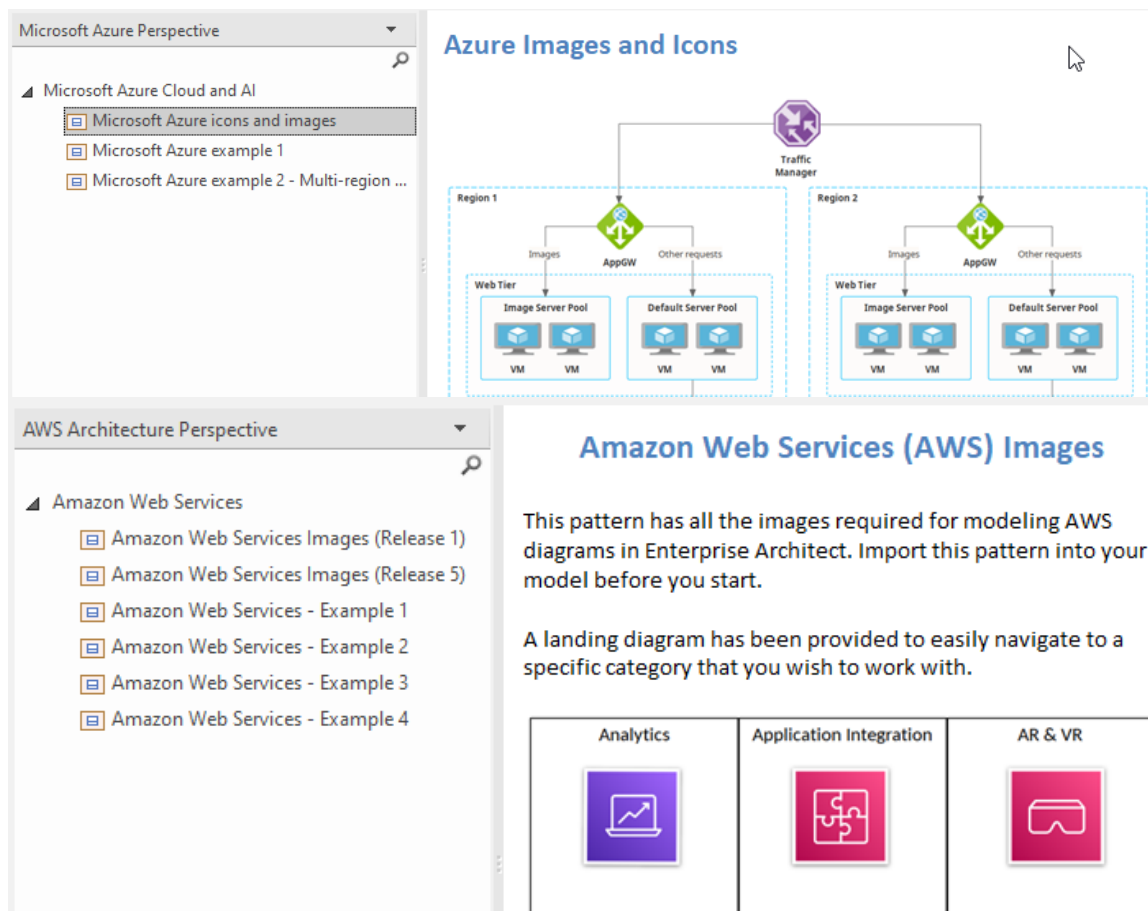 Microsoft Azure Perspective
Microsoft Azure Cloud and AI
Microsoft Azure icons and images
Microsoft Azure example 1
Microsoft Azure example 2 - Multi-region ...
Azure Images and Icons
Traffic
Manager
Region 1
Region 2
Images
Other requests
Images
Other requests
AppGW
AppGW
Web Tier
Web Tier
Image Server Pool
Default Server Pool
Image Server Pool
Default Server Pool
VM
VM
VM
VM
VM
VM
VM
VM
AWS Architecture Perspective
Amazon Web Services
Amazon Web Services Images (Release 1)
Amazon Web Services Images (Release 5)
Amazon Web Services - Example 1
Amazon Web Services - Example 2
Amazon Web Services - Example 3
Amazon Web Services - Example 4
Amazon Web Services (AWS) Images
This pattern has all the images required for modeling AWS
diagrams in Enterprise Architect. Import this pattern into your
model before you start.
A landing diagram has been provided to easily navigate to a
specific category that you wish to work with.
Analytics
Application Integration
AR & VR